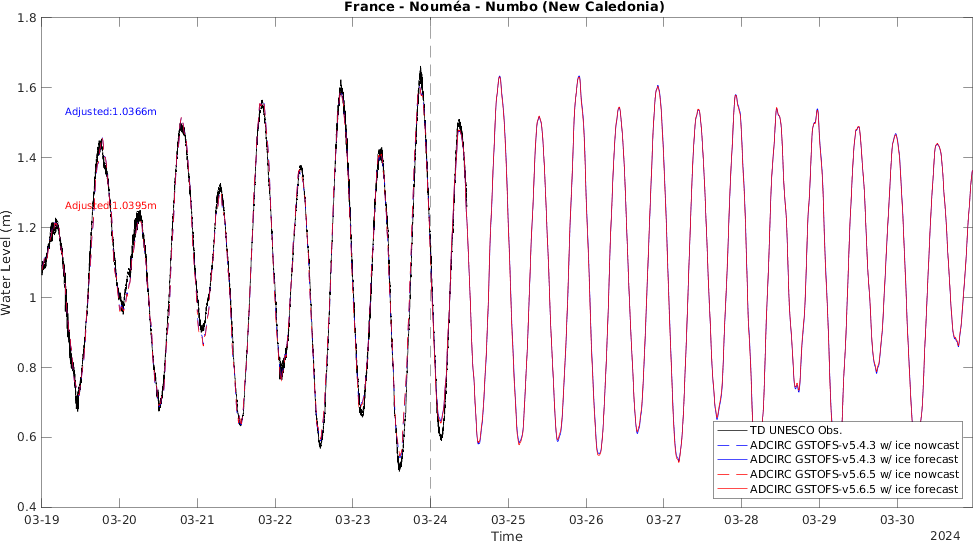 France - Nouméa - Numbo (New Caledonia)
1.8
1.6
1.4
1.2
1
0.8
0.6
0.4
Water Level (m)
Adjusted:1.0366m
Adjusted:1.0395m
TD UNESCO Obs.
ADCIRC GSTOFS-v5.4.3 w/ ice nowcast
ADCIRC GSTOFS-v5.4.3 w/ ice forecast
ADCIRC GSTOFS-v5.6.5 w/ ice nowcast
ADCIRC GSTOFS-v5.6.5 w/ ice forecast
03-19 03-20 03-21 03-22 03-23 03-24 03-25 03-26 03-27 03-28 03-29 03-30
Time
2024